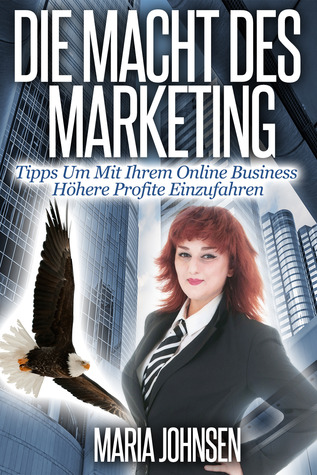 DIE MACHT DES
MARKETING
Tipps Um Mit Ihrem Online Business
Höhere Profite Einzufahren
MARIA JOHNSEN